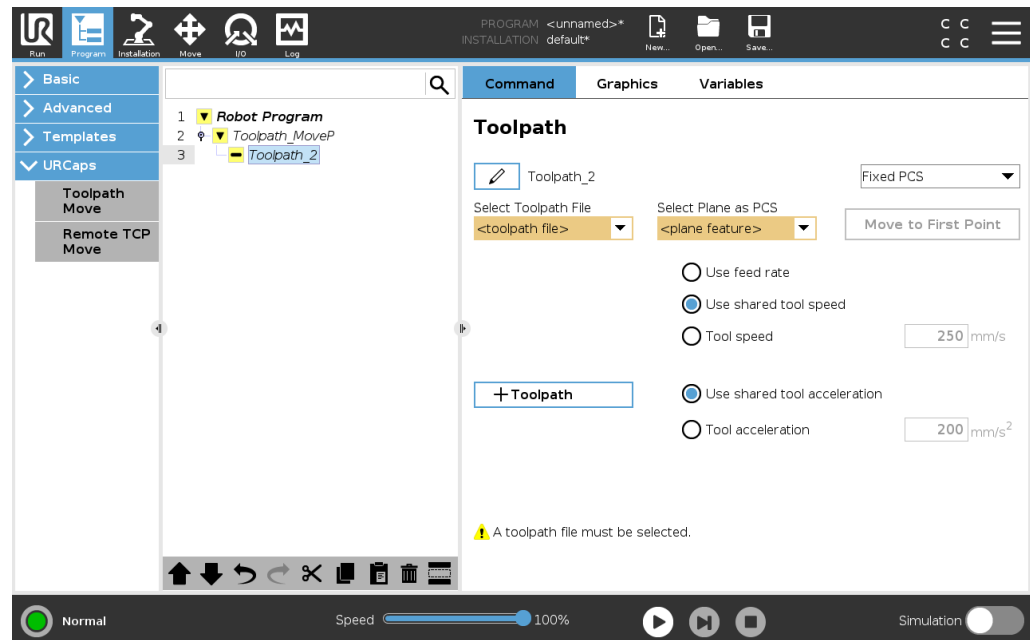 UR
Run
Program
Installation
Move
I/O
Log
PROGRAM <unnamed>*
INSTALLATION default*
New...
Open...
Save...
C C
C C
Basic
Advanced
Templates
URCaps
Toolpath
Move
Remote TCP
Move
1 Robot Program
2 Toolpath_MoveP
3 Toolpath_2
Command Graphics Variables
Toolpath
Toolpath_2
Fixed PCS
Select Toolpath File
<toolpath file>
Select Plane as PCS
<plane feature>
Move to First Point
Use feed rate
Use shared tool speed
Tool speed 250 mm/s
+Toolpath
Use shared tool acceleration
Tool acceleration 200 mm/s²
! A toolpath file must be selected.
Normal
Speed 100%
Simulation